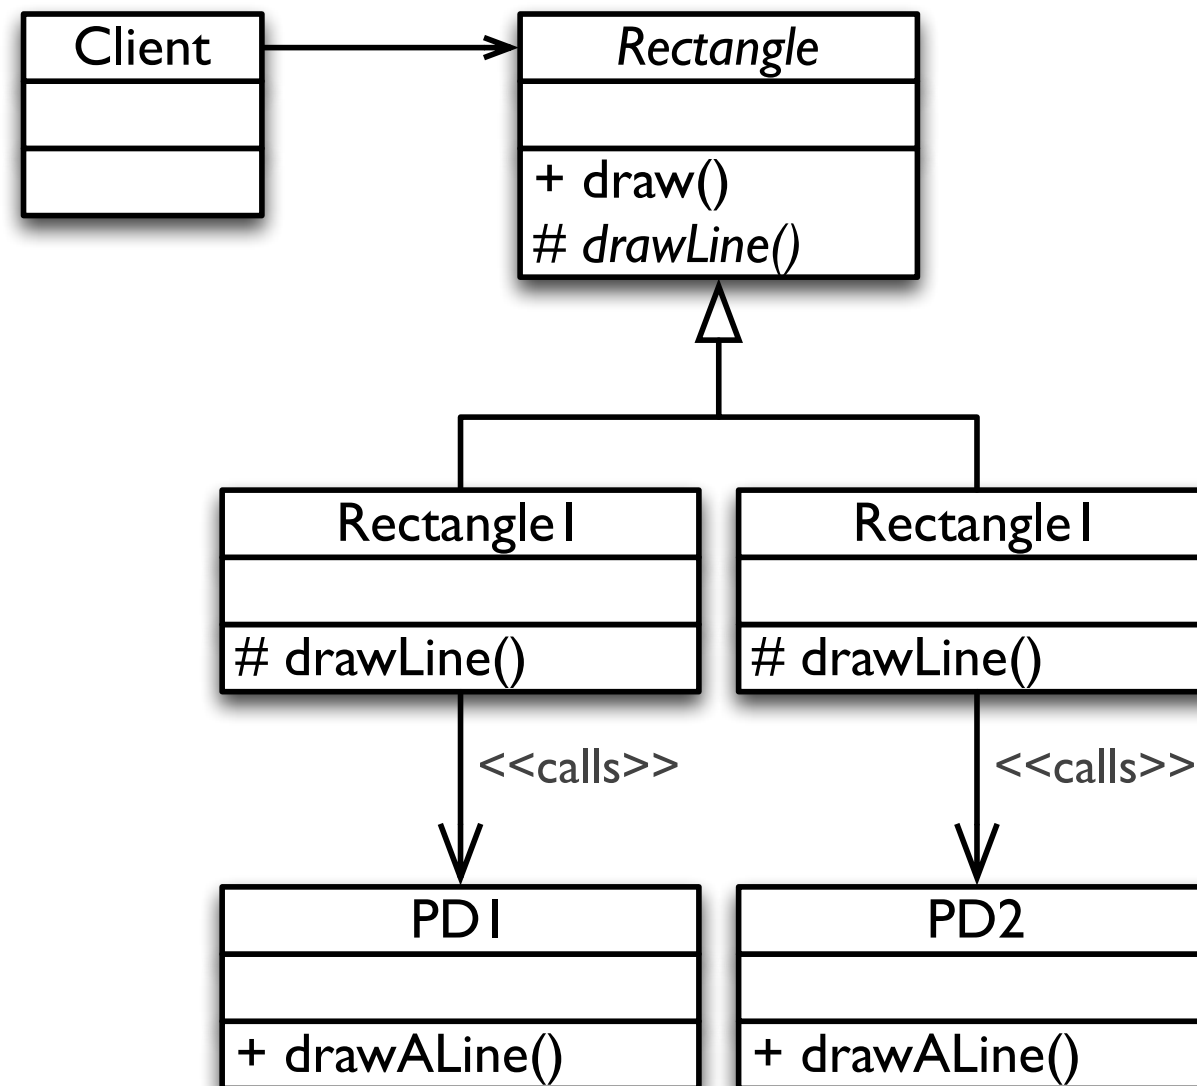 Client
Rectangle
+ draw()
# drawLine()
Rectangle1
Rectangle1
# drawLine()
# drawLine()
<<calls>>
<<calls>>
PD1
PD2
+ drawALine()
+ drawALine()